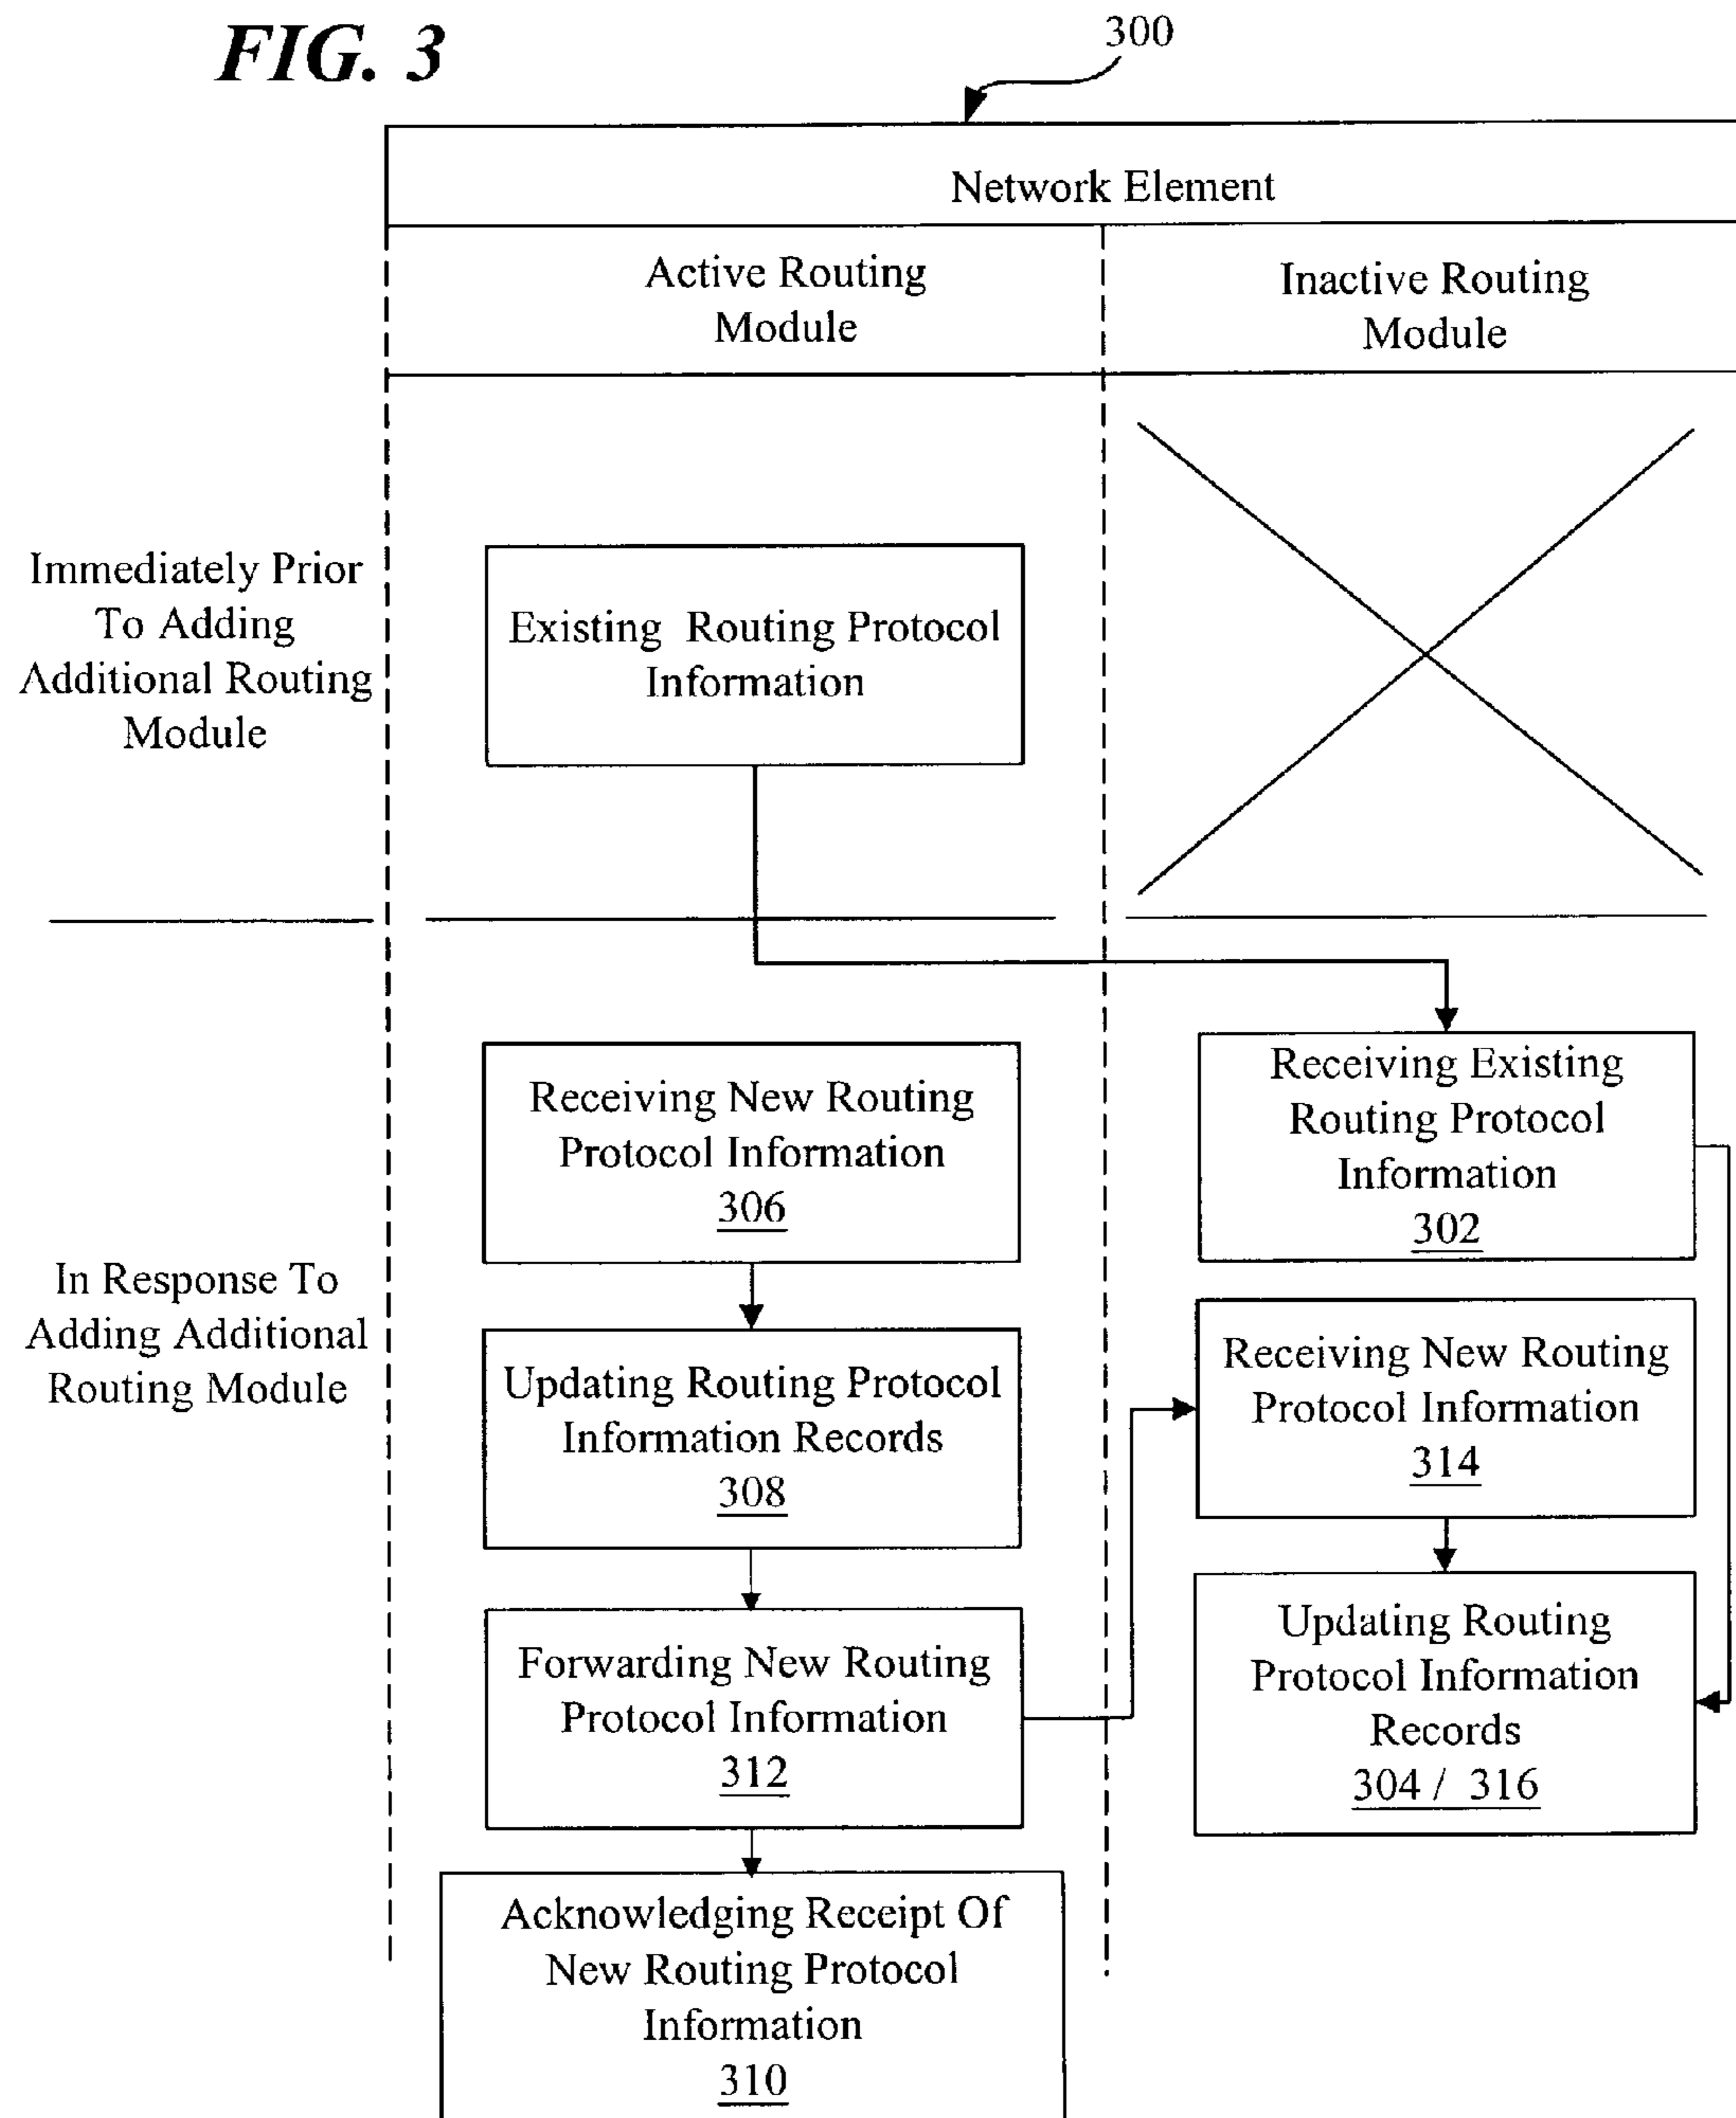 FIG. 3
300
Network Element
Active Routing
Module
Inactive Routing
Module
Immediately Prior
To Adding
Additional Routing
Module
Existing Routing Protocol
Information
In Response To
Adding Additional
Routing Module
Receiving New Routing
Protocol Information
306
Updating Routing Protocol
Information Records
308
Forwarding New Routing
Protocol Information
312
Acknowledging Receipt Of
New Routing Protocol
Information
310
Receiving Existing
Routing Protocol
Information
302
Receiving New Routing
Protocol Information
314
Updating Routing
Protocol Information
Records
304 / 316